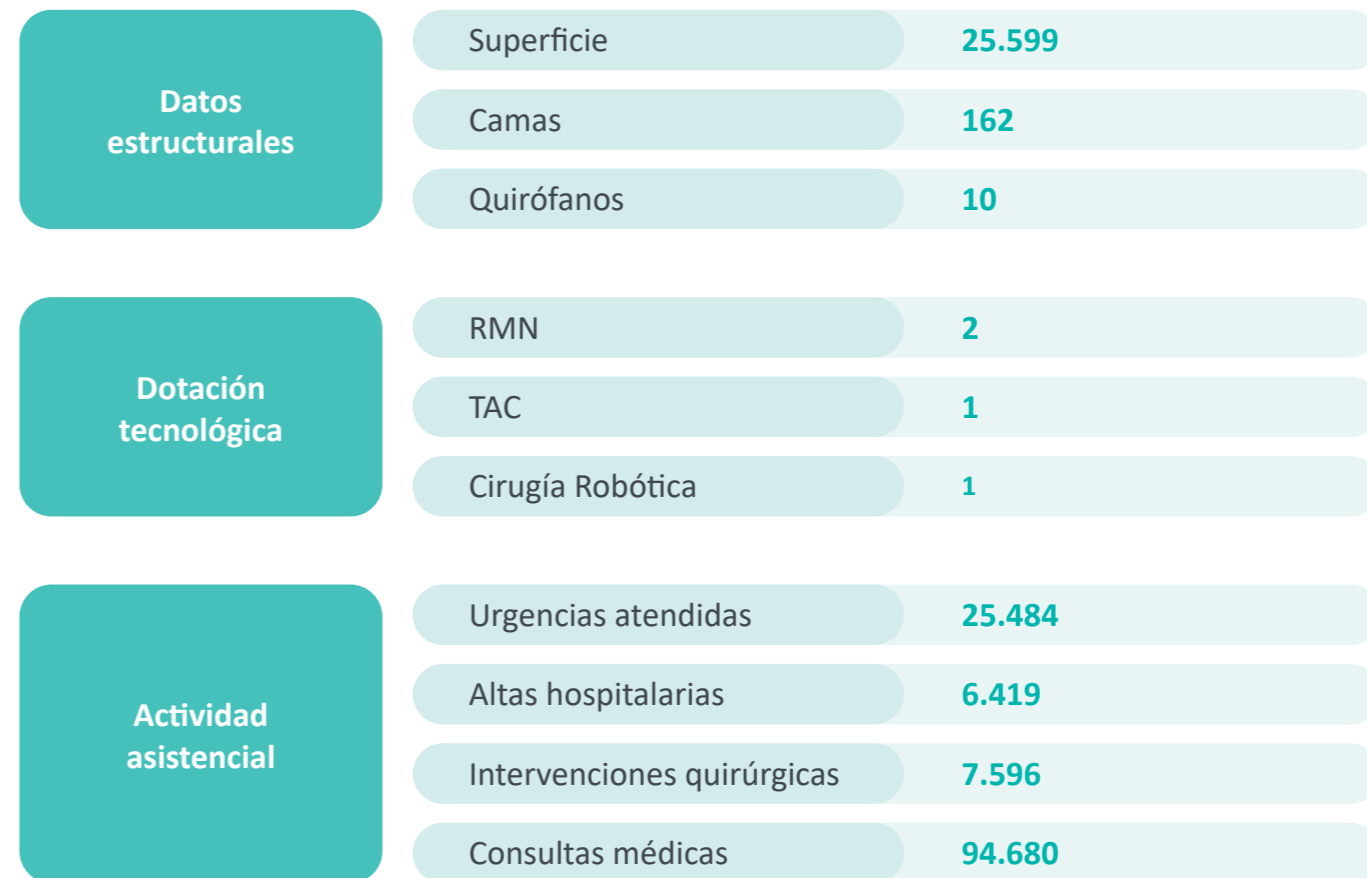 Datos
estructurales
Superficie 25.599
Camas 162
Quirófanos 10
Dotación
tecnológica
RMN 2
TAC 1
Cirugía Robótica 1
Actividad
asistencial
Urgencias atendidas 25.484
Altas hospitalarias 6.419
Intervenciones quirúrgicas 7.596
Consultas médicas 94.680